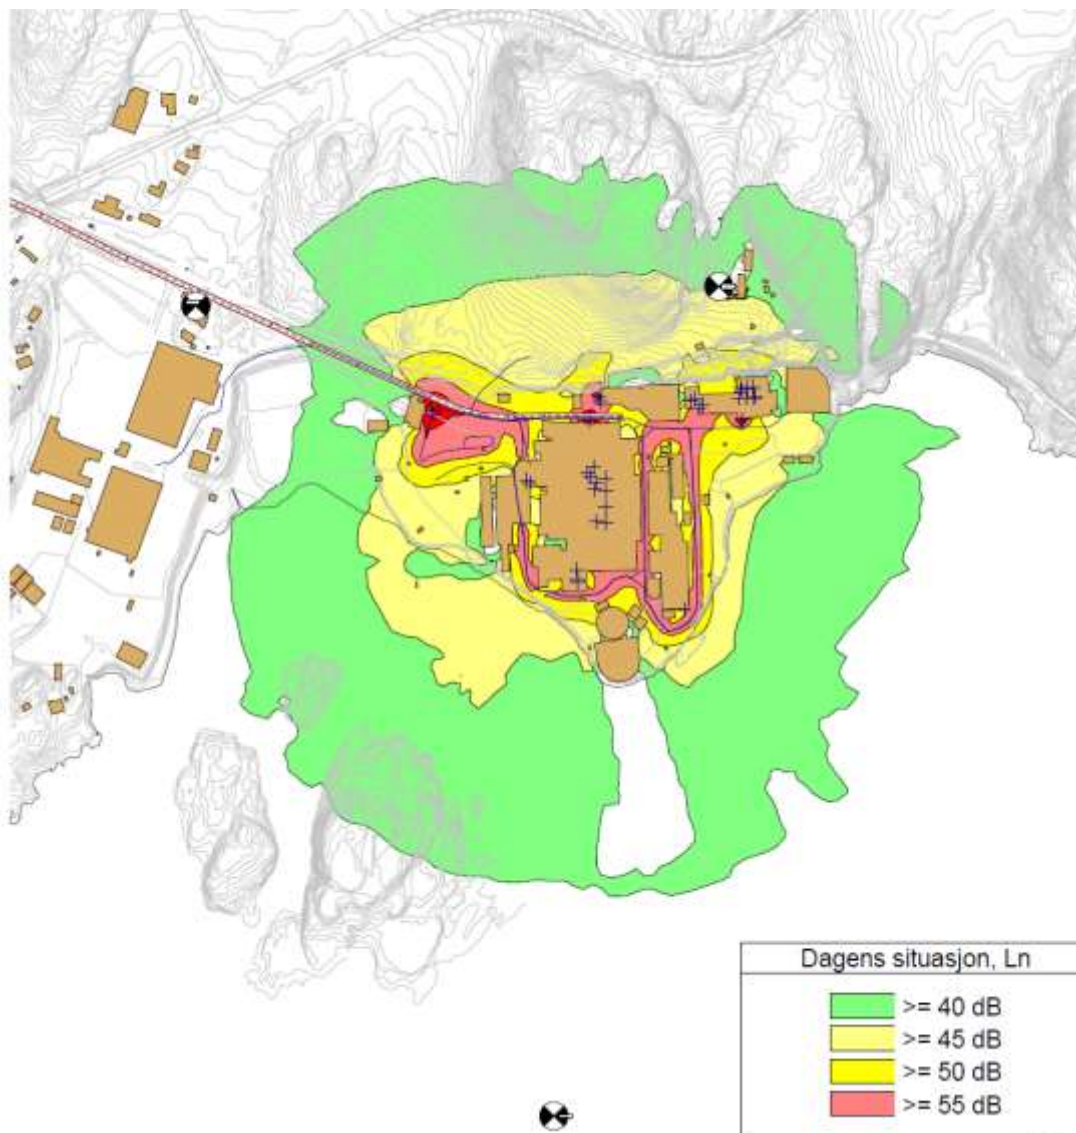 Dagens situasjon, Ln
>= 40 dB
>= 45 dB
>= 50 dB
>= 55 dB